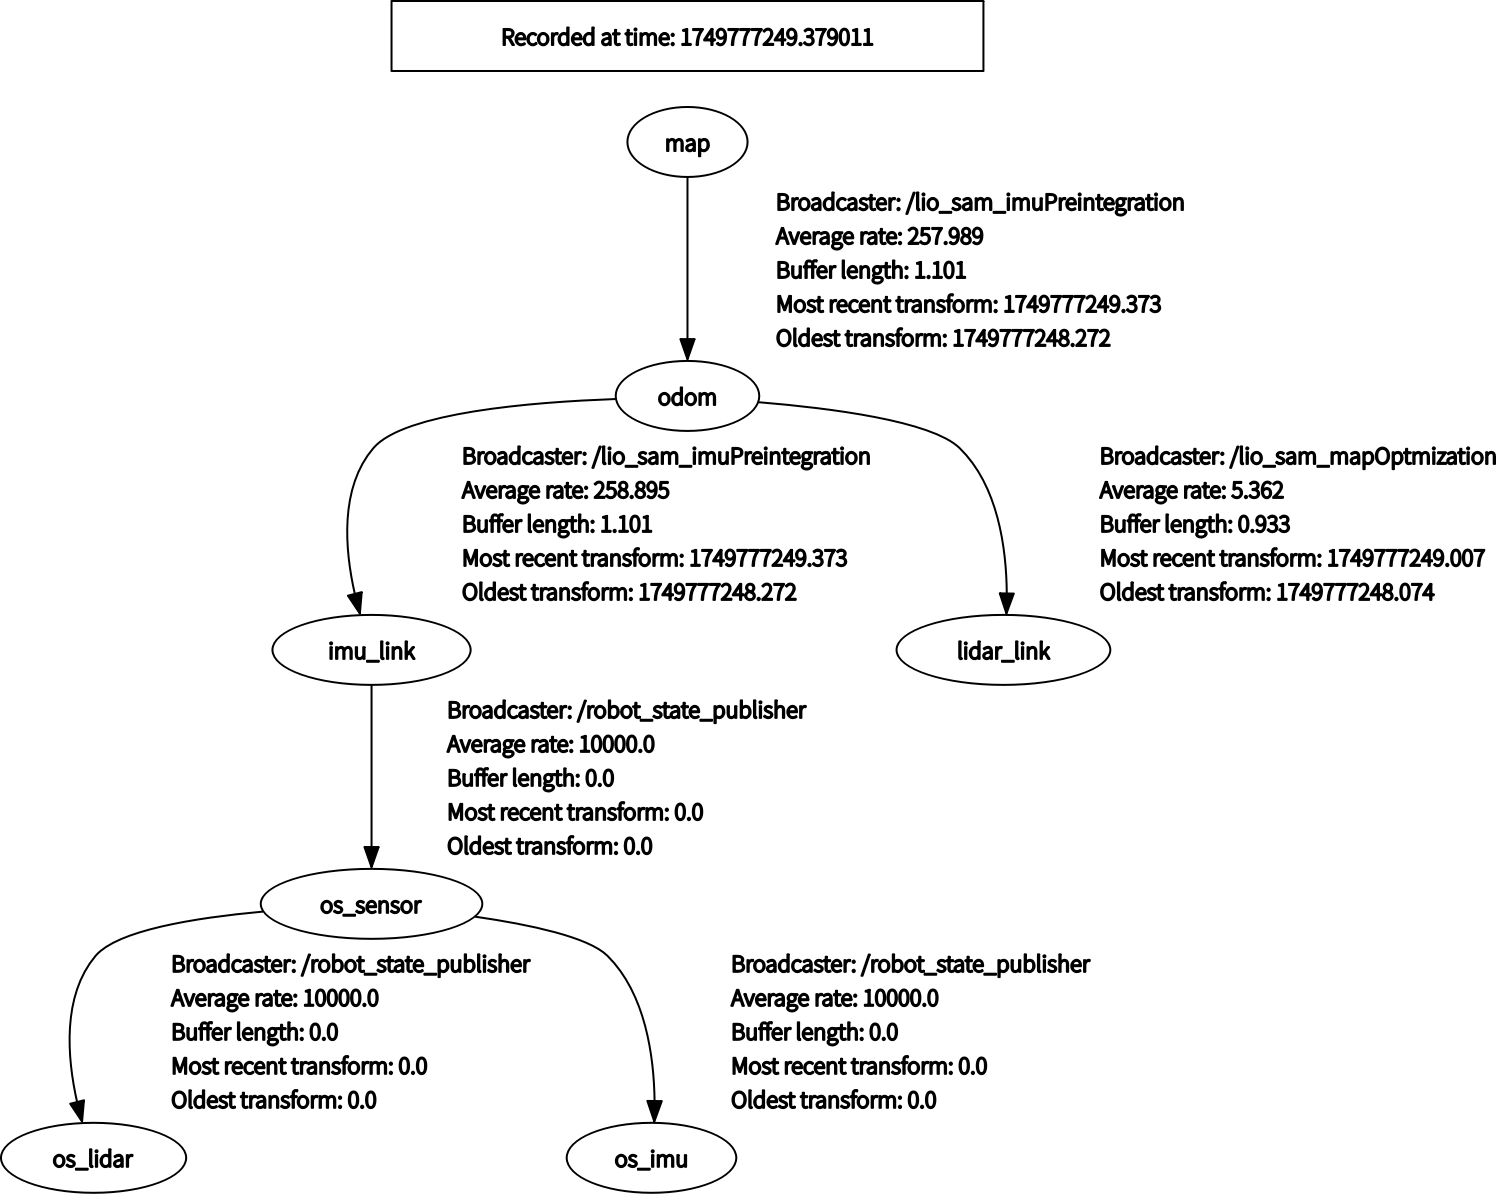 Recorded at time: 1749777249.379011
map
Broadcaster: /lio_sam_imuPreintegration
Average rate: 257.989
Buffer length: 1.101
Most recent transform: 1749777249.373
Oldest transform: 1749777248.272
odom
Broadcaster: /lio_sam_imuPreintegration
Average rate: 258.895
Buffer length: 1.101
Most recent transform: 1749777249.373
Oldest transform: 1749777248.272
Broadcaster: /lio_sam_mapOptmization
Average rate: 5.362
Buffer length: 0.933
Most recent transform: 1749777249.007
Oldest transform: 1749777248.074
imu_link
lidar_link
Broadcaster: /robot_state_publisher
Average rate: 10000.0
Buffer length: 0.0
Most recent transform: 0.0
Oldest transform: 0.0
os_sensor
Broadcaster: /robot_state_publisher
Average rate: 10000.0
Buffer length: 0.0
Most recent transform: 0.0
Oldest transform: 0.0
Broadcaster: /robot_state_publisher
Average rate: 10000.0
Buffer length: 0.0
Most recent transform: 0.0
Oldest transform: 0.0
os_lidar
os_imu